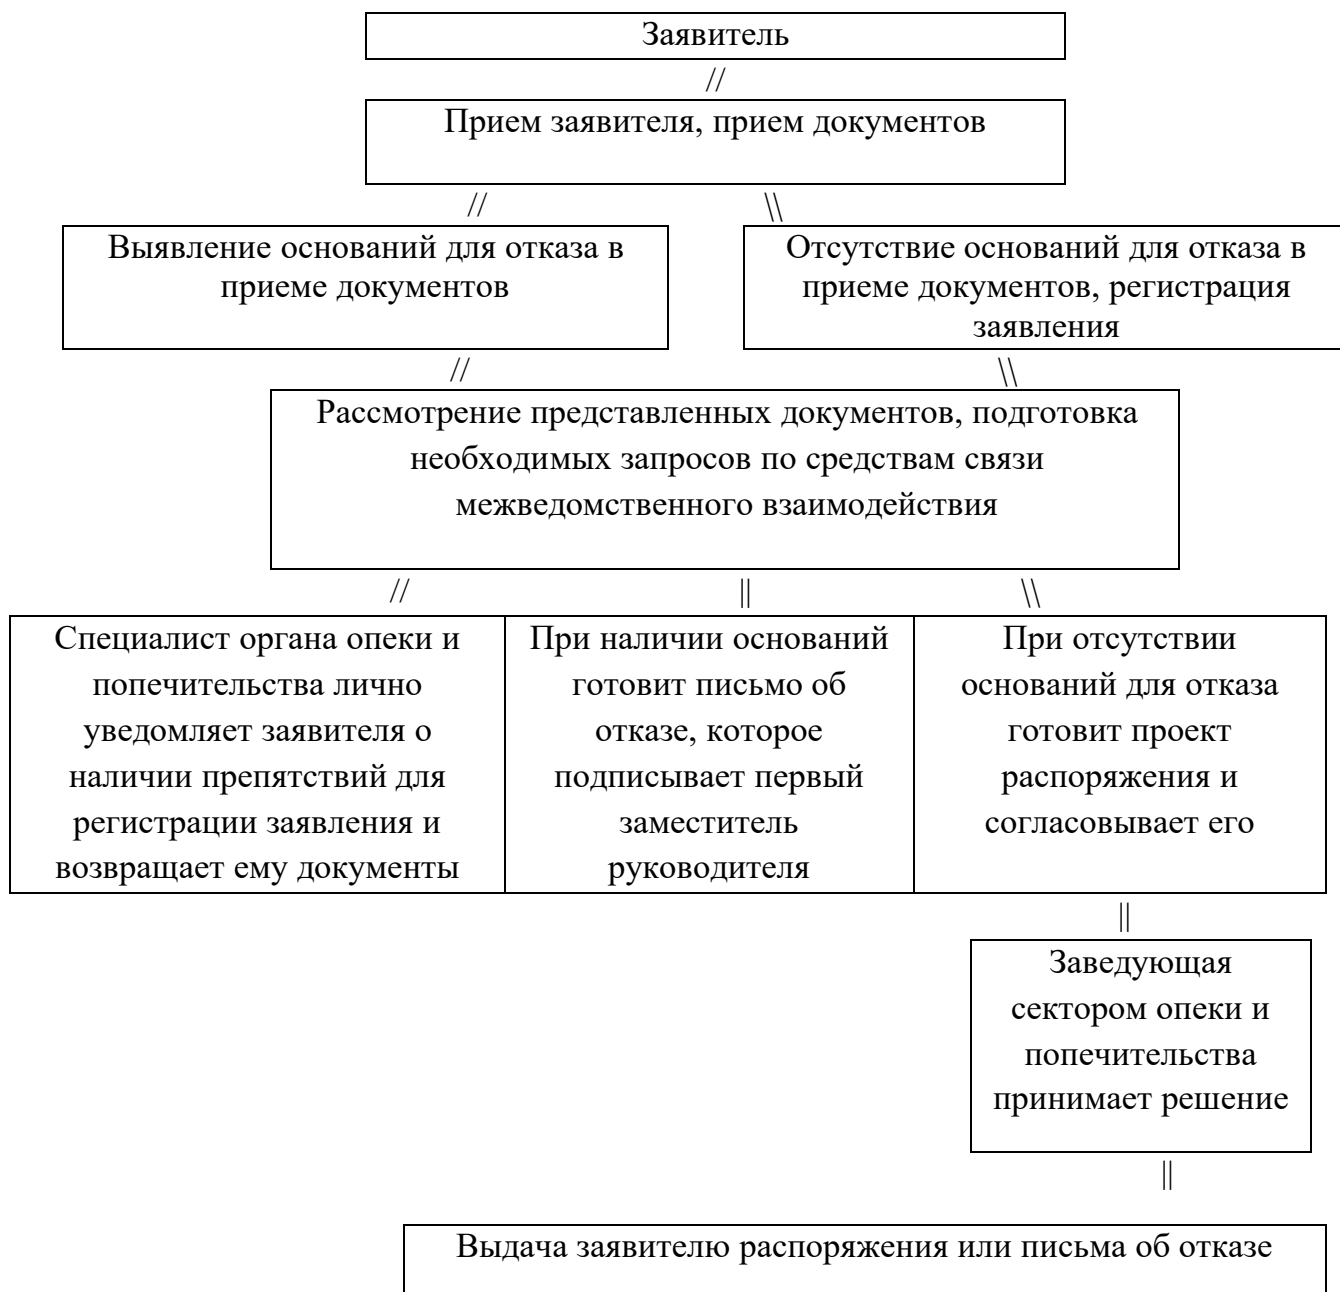 Заявитель
//
Прием заявителя, прием документов
// \\
Выявление оснований для отказа в
приеме документов
Отсутствие оснований для отказа в
приеме документов, регистрация
заявления
// \\
Рассмотрение представленных документов, подготовка
необходимых запросов по средствам связи
межведомственного взаимодействия
// || \\
Специалист органа опеки и
попечительства лично
уведомляет заявителя о
наличии препятствий для
регистрации заявления и
возвращает ему документы
При наличии оснований
готовит письмо об
отказе, которое
подписывает первый
заместитель
руководителя
При отсутствии
оснований для отказа
готовит проект
распоряжения и
согласовывает его
||
Заведующая
сектором опеки и
попечительства
принимает решение
||
Выдача заявителю распоряжения или письма об отказе